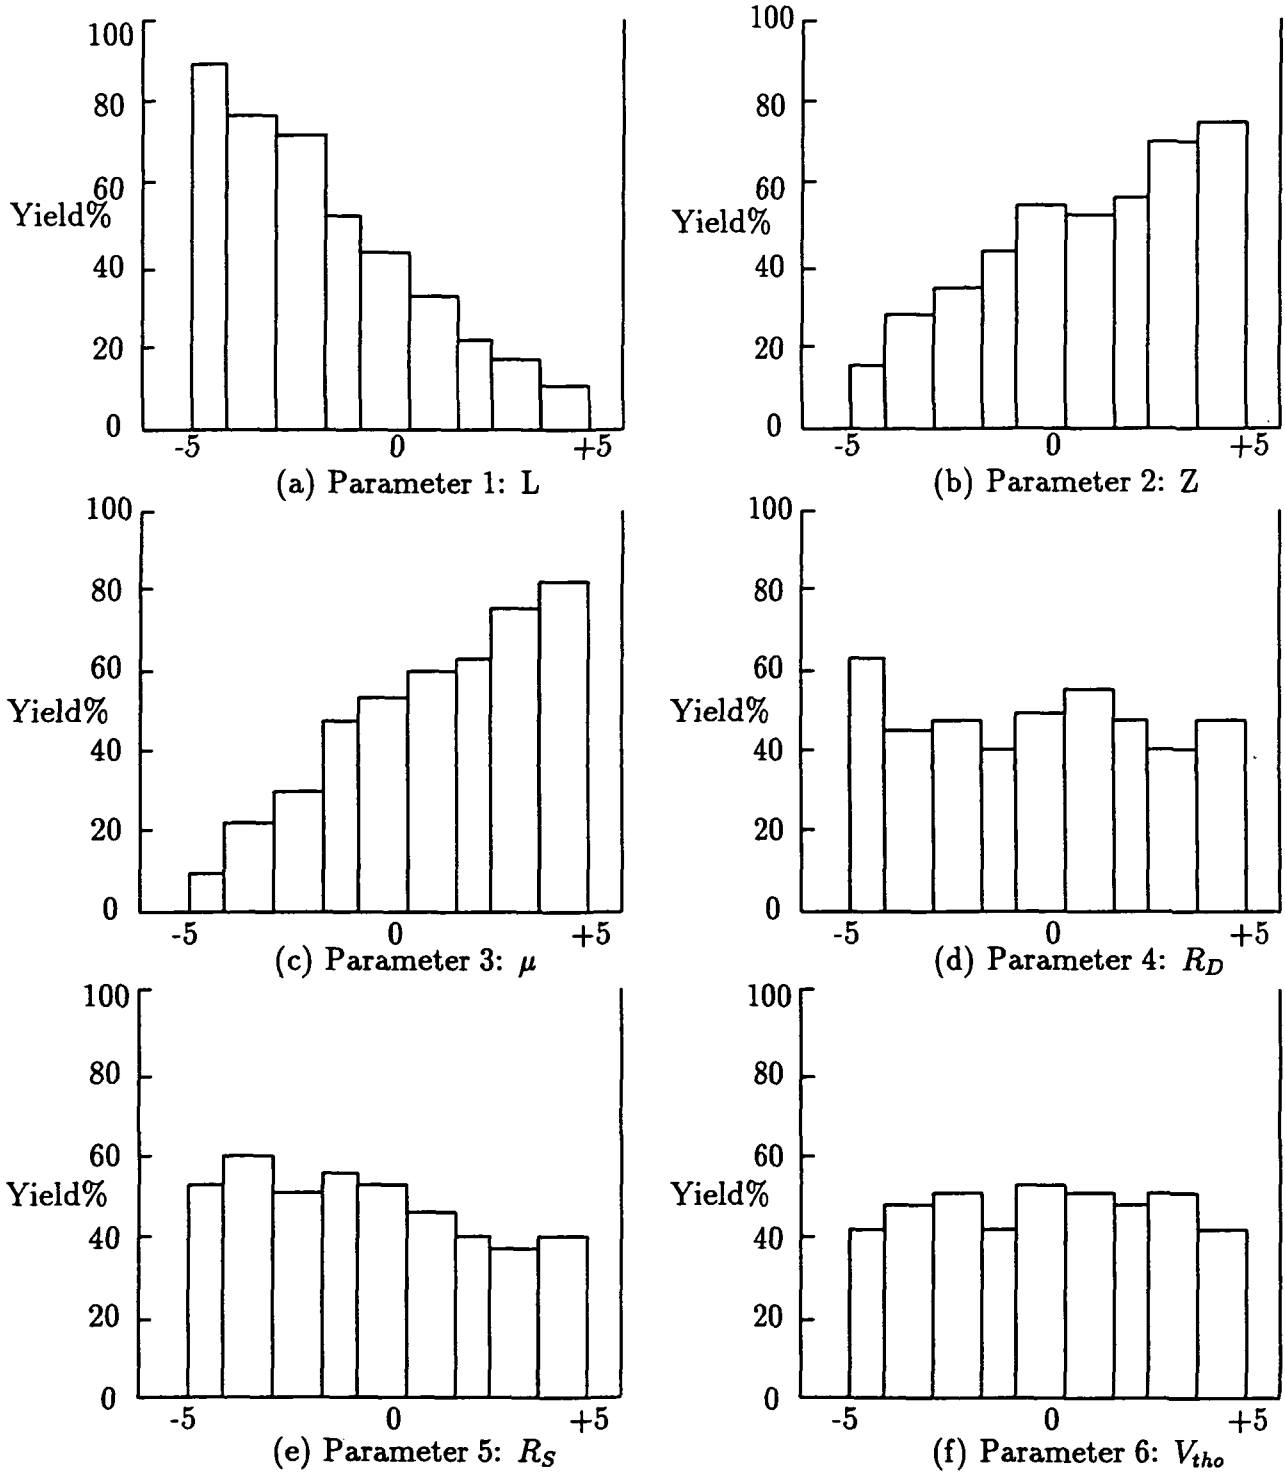 100
80
60
Yield%
40
20
0
-5 0 +5
(a) Parameter 1: L
100
80
60
Yield%
40
20
0
-5 0 +5
(b) Parameter 2: Z
100
80
60
Yield%
40
20
0
-5 0 +5
(c) Parameter 3: μ
100
80
60
Yield%
40
20
0
-5 0 +5
(d) Parameter 4: R_D
100
80
60
Yield%
40
20
0
-5 0 +5
(e) Parameter 5: R_S
100
80
60
Yield%
40
20
0
-5 0 +5
(f) Parameter 6: V_tho